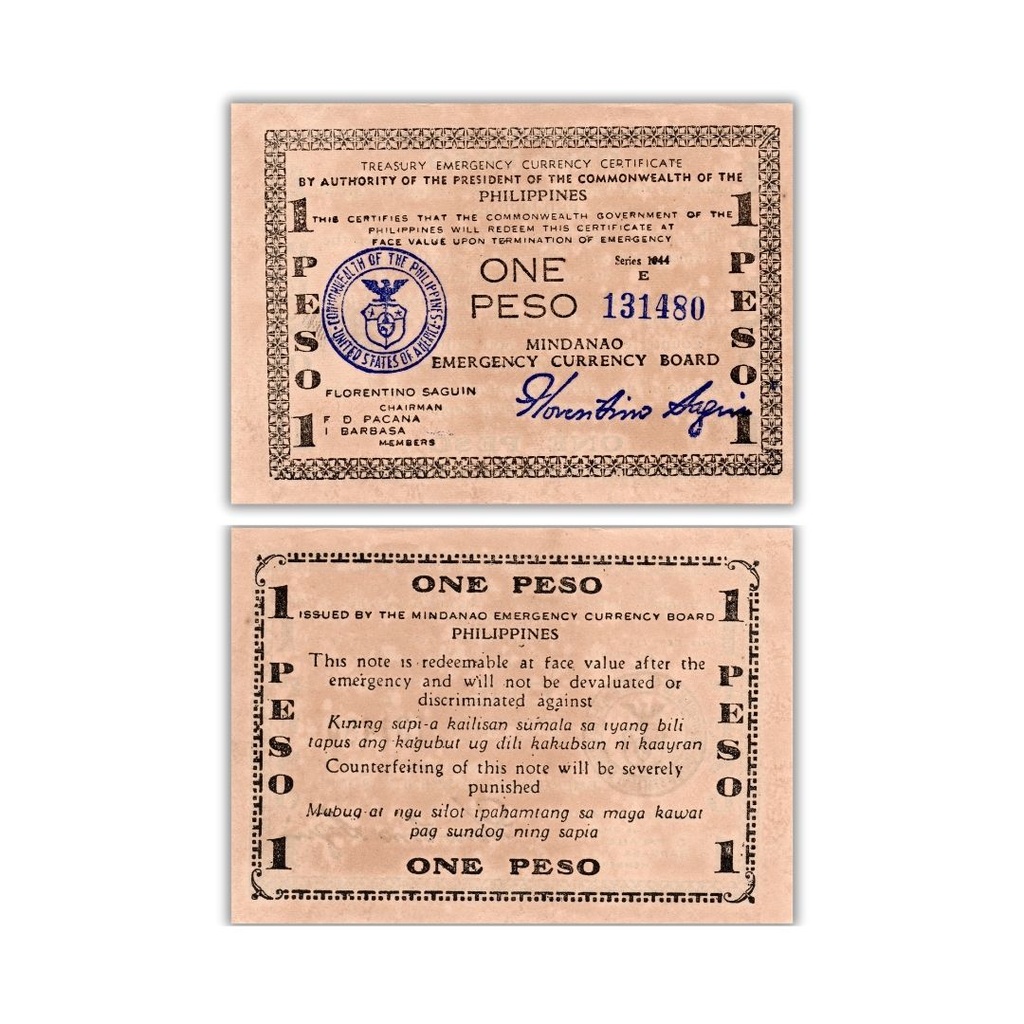 TREASURY EMERGENCY CURRENCY CERTIFICATE
BY AUTHORITY OF THE PRESIDENT OF THE COMMONWEALTH OF THE
PHILIPPINES
THIS CERTIFIES THAT THE COMMONWEALTH GOVERNMENT OF THE
PHILIPPINES WILL REDEEM THIS CERTIFICATE AT
FACE VALUE UPON TERMINATION OF EMERGENCY
1 PESO 1
COMMONWEALTH OF THE PHILIPPINES
UNITED STATES OF AMERICA
ONE
PESO
Series 1944
E
131480
MINDANAO
EMERGENCY CURRENCY BOARD
FLORENTINO SAGUIN
CHAIRMAN
F D PACANA
I BARBASA
MEMBERS
Florentino Saguin
1 PESO 1
ONE PESO
1 PESO 1
ISSUED BY THE MINDANAO EMERGENCY CURRENCY BOARD
PHILIPPINES
This note is redeemable at face value after the
emergency and will not be devaluated or
discriminated against
Kining sapi-a kailisan sumala sa iyang bili
tapus ang kagubut ug dili kakubsan ni kaayran
Counterfeiting of this note will be severely
punished
Mabug-at nga silot ipahamtang sa maga kawat
pag sundog ning sapia
ONE PESO
1 PESO 1